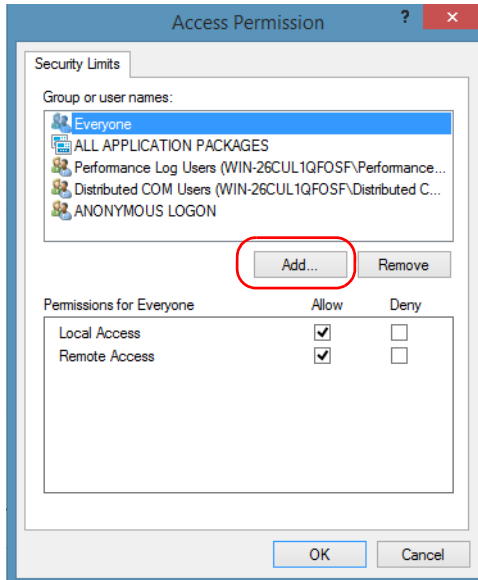 Access Permission
?
Security Limits
Group or user names:
Everyone
ALL APPLICATION PACKAGES
Performance Log Users (WIN-26CUL1QFOSF\Performance...
Distributed COM Users (WIN-26CUL1QFOSF\Distributed C...
ANONYMOUS LOGON
Add... Remove
Permissions for Everyone Allow Deny
Local Access
Remote Access
OK Cancel